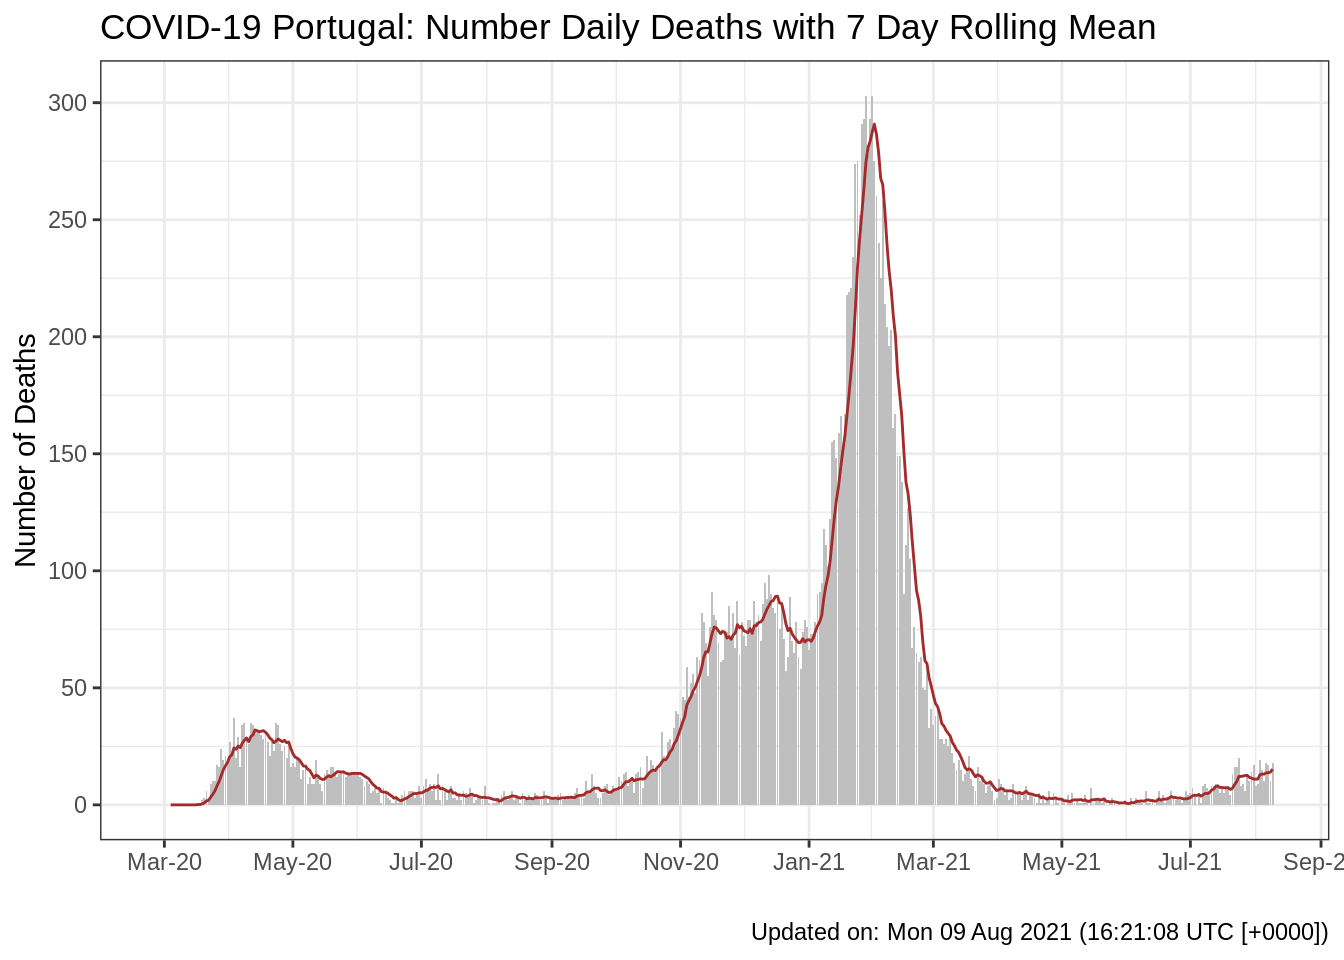 COVID-19 Portugal: Number Daily Deaths with 7 Day Rolling Mean
Number of Deaths
300
250
200
150
100
50
0
Mar-20 May-20 Jul-20 Sep-20 Nov-20 Jan-21 Mar-21 May-21 Jul-21 Sep-2
Updated on: Mon 09 Aug 2021 (16:21:08 UTC [+0000])